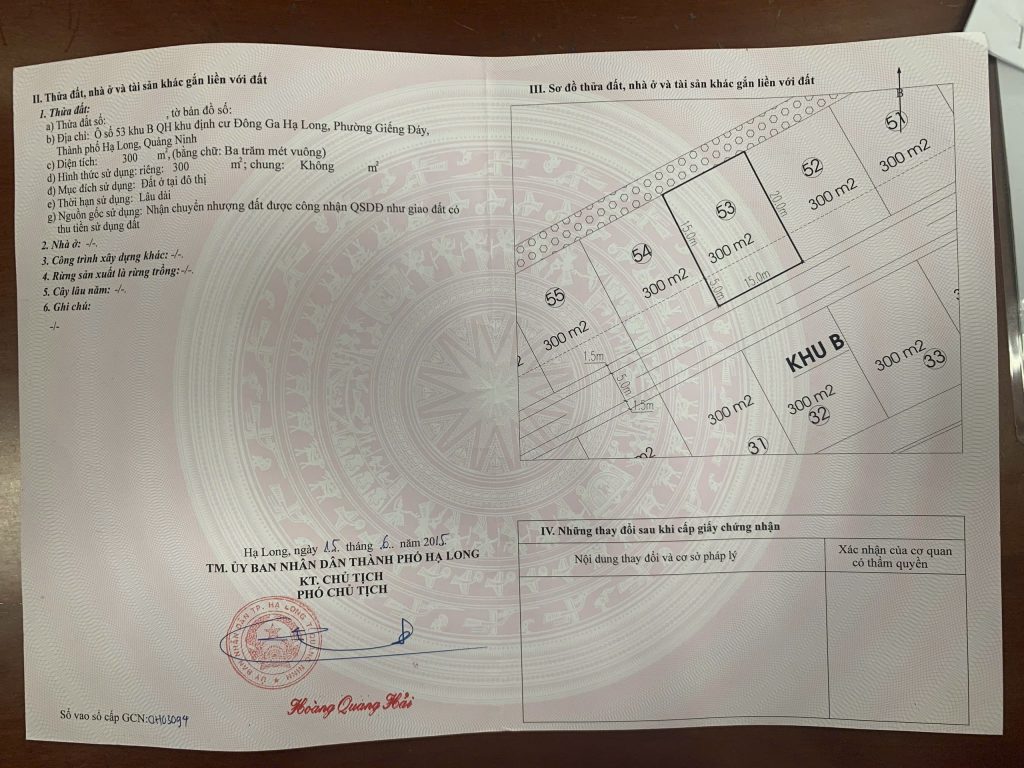 II. Thửa đất, nhà ở và tài sản khác gắn liền với đất
1. Thửa đất:
a) Thửa đất số: , tờ bản đồ số:
b) Địa chỉ: Ô số 53 khu B QH khu định cư Đông Ga Hạ Long, Phường Giếng Đáy,
Thành phố Hạ Long, Quảng Ninh
c) Diện tích: 300 m², (bằng chữ: Ba trăm mét vuông)
d) Hình thức sử dụng: riêng: 300 m²; chung: Không m²
đ) Mục đích sử dụng: Đất ở tại đô thị
e) Thời hạn sử dụng: Lâu dài
g) Nguồn gốc sử dụng: Nhận chuyển nhượng đất được công nhận QSDĐ như giao đất có
thu tiền sử dụng đất
2. Nhà ở: -/-.
3. Công trình xây dựng khác: -/-.
4. Rừng sản xuất là rừng trồng: -/-.
5. Cây lâu năm: -/-.
6. Ghi chú:
-/-
Hạ Long, ngày 15 tháng 6 năm 2015
TM. ỦY BAN NHÂN DÂN THÀNH PHỐ HẠ LONG
KT. CHỦ TỊCH
PHÓ CHỦ TỊCH
Hoàng Quang Hải
Số vào sổ cấp GCN: CH03094
III. Sơ đồ thửa đất, nhà ở và tài sản khác gắn liền với đất
B
51
300 m2
52
300 m2
53
300 m2
20.0m
15.0m
5.0m
15.0m
54
300 m2
55
300 m2
1.5m
5.0m
1.5m
KHU B
300 m2
33
300 m2
32
300 m2
31
IV. Những thay đổi sau khi cấp giấy chứng nhận
Nội dung thay đổi và cơ sở pháp lý
Xác nhận của cơ quan
có thẩm quyền